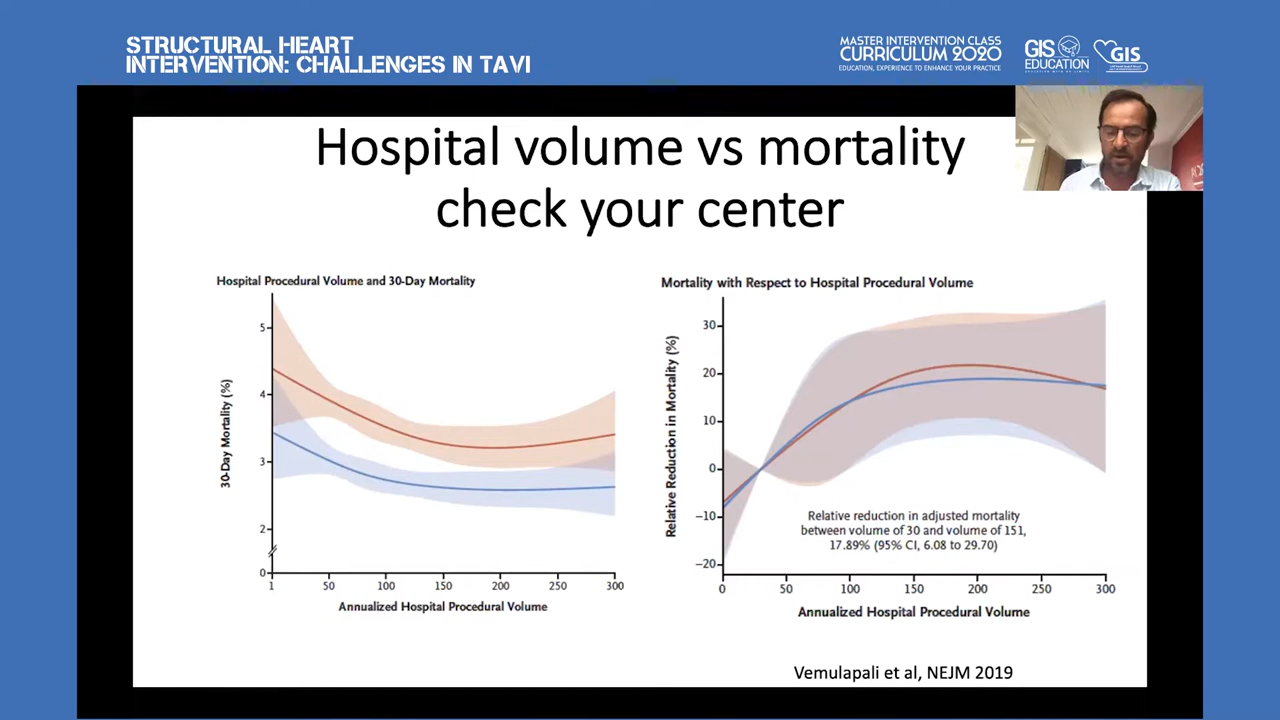 STRUCTURAL HEART
INTERVENTION: CHALLENGES IN TAVI
MASTER INTERVENTION CLASS
CURRICULUM 2020
EDUCATION, EXPERIENCE TO ENHANCE YOUR PRACTICE
GIS
EDUCATION
GIS
Hospital volume vs mortality
check your center
Hospital Procedural Volume and 30-Day Mortality
30-Day Mortality (%)
5
4
3
2
0
1
50
100
150
200
250
300
Annualized Hospital Procedural Volume
Mortality with Respect to Hospital Procedural Volume
Relative Reduction in Mortality (%)
30
20
10
0
−10
−20
Relative reduction in adjusted mortality
between volume of 30 and volume of 151,
17.89% (95% CI, 6.08 to 29.70)
0
50
100
150
200
250
300
Annualized Hospital Procedural Volume
Vemulapali et al, NEJM 2019